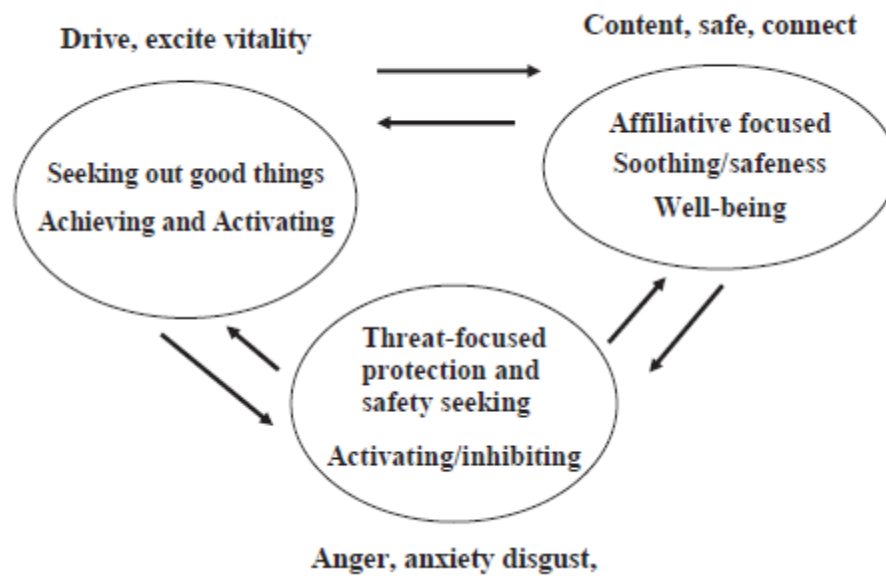 Drive, excite vitality
Content, safe, connect
Seeking out good things
Achieving and Activating
Affiliative focused
Soothing/safeness
Well-being
Threat-focused
protection and
safety seeking
Activating/inhibiting
Anger, anxiety disgust,